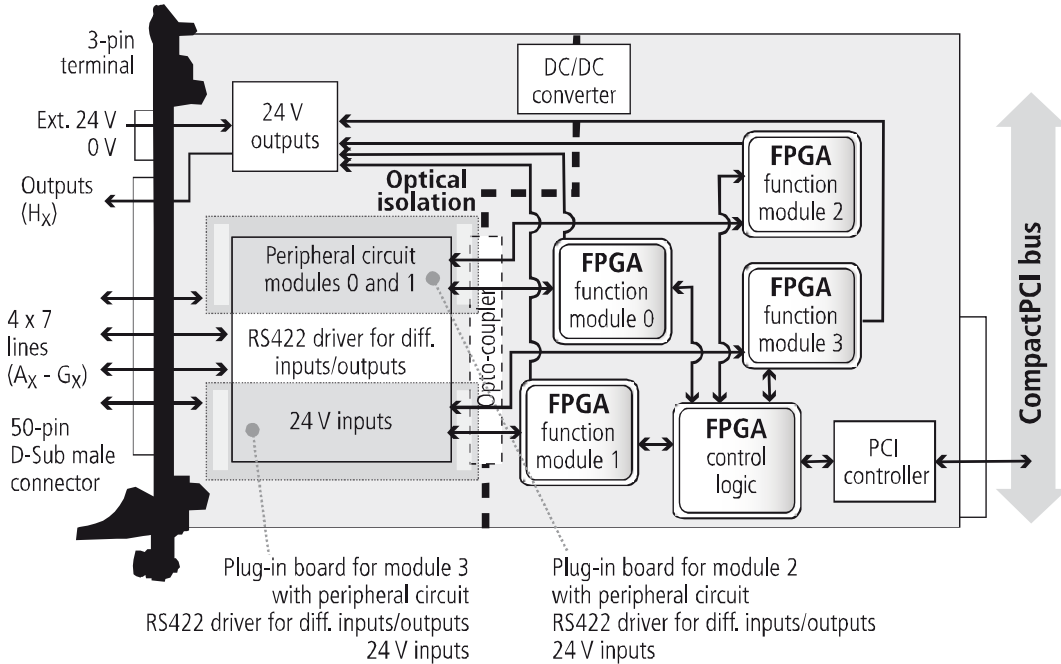 3-pin
terminal
Ext. 24 V
0 V
Outputs
(HX)
4 x 7
lines
(AX - GX)
50-pin
D-Sub male
connector
24 V
outputs
DC/DC
converter
Optical
isolation
Peripheral circuit
modules 0 and 1
RS422 driver for diff.
inputs/outputs
24 V inputs
Opto-coupler
FPGA
function
module 2
FPGA
function
module 0
FPGA
function
module 3
FPGA
function
module 1
FPGA
control
logic
PCI
controller
CompactPCI bus
Plug-in board for module 3
with peripheral circuit
RS422 driver for diff. inputs/outputs
24 V inputs
Plug-in board for module 2
with peripheral circuit
RS422 driver for diff. inputs/outputs
24 V inputs